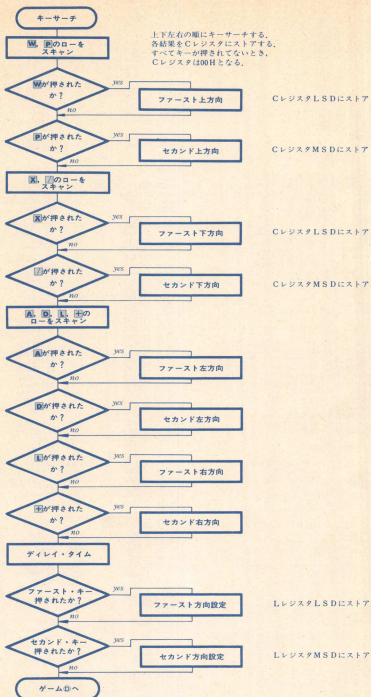 キーサーチ
上下左右の順にキーサーチする．
各結果をCレジスタにストアする．
すべてキーが押されてないとき，
Cレジスタは00Hとなる．
W，Pのローを
スキャン
Wが押された
か？
yes
no
ファースト上方向
CレジスタLSDにストア
Pが押された
か？
yes
no
セカンド上方向
CレジスタMSDにストア
X，/のローを
スキャン
Xが押された
か？
yes
no
ファースト下方向
CレジスタLSDにストア
/が押された
か？
yes
no
セカンド下方向
CレジスタMSDにストア
A，D，L，+の
ローをスキャン
Aが押された
か？
yes
no
ファースト左方向
Dが押された
か？
yes
no
セカンド左方向
Lが押された
か？
yes
no
ファースト右方向
+が押された
か？
yes
no
セカンド右方向
ディレイ・タイム
ファースト・キー
押されたか？
yes
no
ファースト方向設定
LレジスタLSDにストア
セカンド・キー
押されたか？
yes
no
セカンド方向設定
LレジスタMSDにストア
ゲームⒹへ